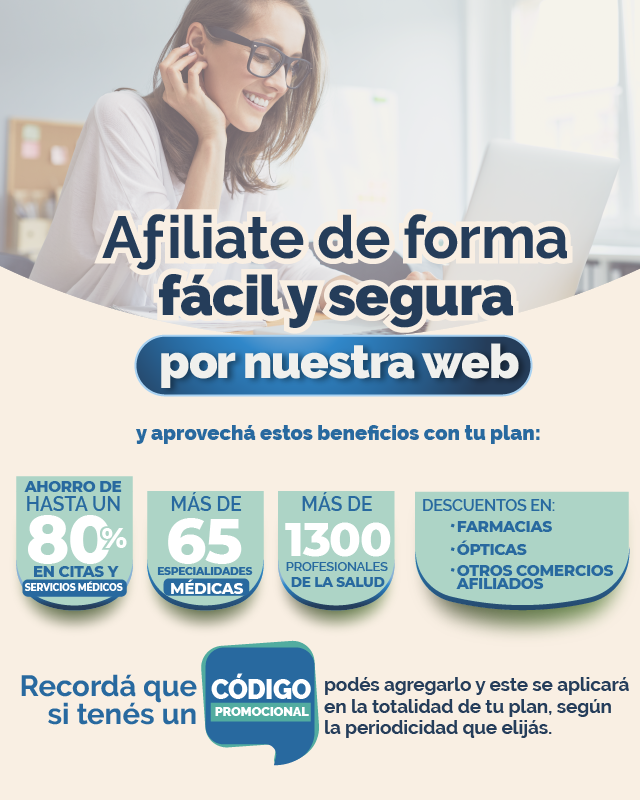 Afiliate de forma
fácil y segura
por nuestra web
y aprovechá estos beneficios con tu plan:
AHORRO DE
HASTA UN
80%
EN CITAS Y
SERVICIOS MÉDICOS
MÁS DE
65
ESPECIALIDADES
MÉDICAS
MÁS DE
1300
PROFESIONALES
DE LA SALUD
DESCUENTOS EN:
• FARMACIAS
• ÓPTICAS
• OTROS COMERCIOS
AFILIADOS
Recordá que
si tenés un
CÓDIGO
PROMOCIONAL
podés agregarlo y este se aplicará
en la totalidad de tu plan, según
la periodicidad que elijás.